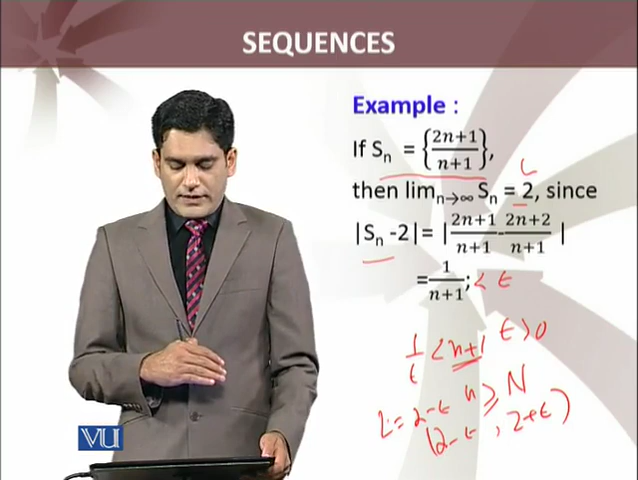 SEQUENCES
Example :
If Sₙ = {(2n+1)/(n+1)},
L
then limₙ→∞ Sₙ = 2, since
|Sₙ -2| = |(2n+1)/(n+1) - (2n+2)/(n+1)|
= 1/(n+1); < ϵ
1/ϵ < n+1 ϵ > 0
n ≥ N
L = 2-ϵ
(2-ϵ, 2+ϵ)
VU